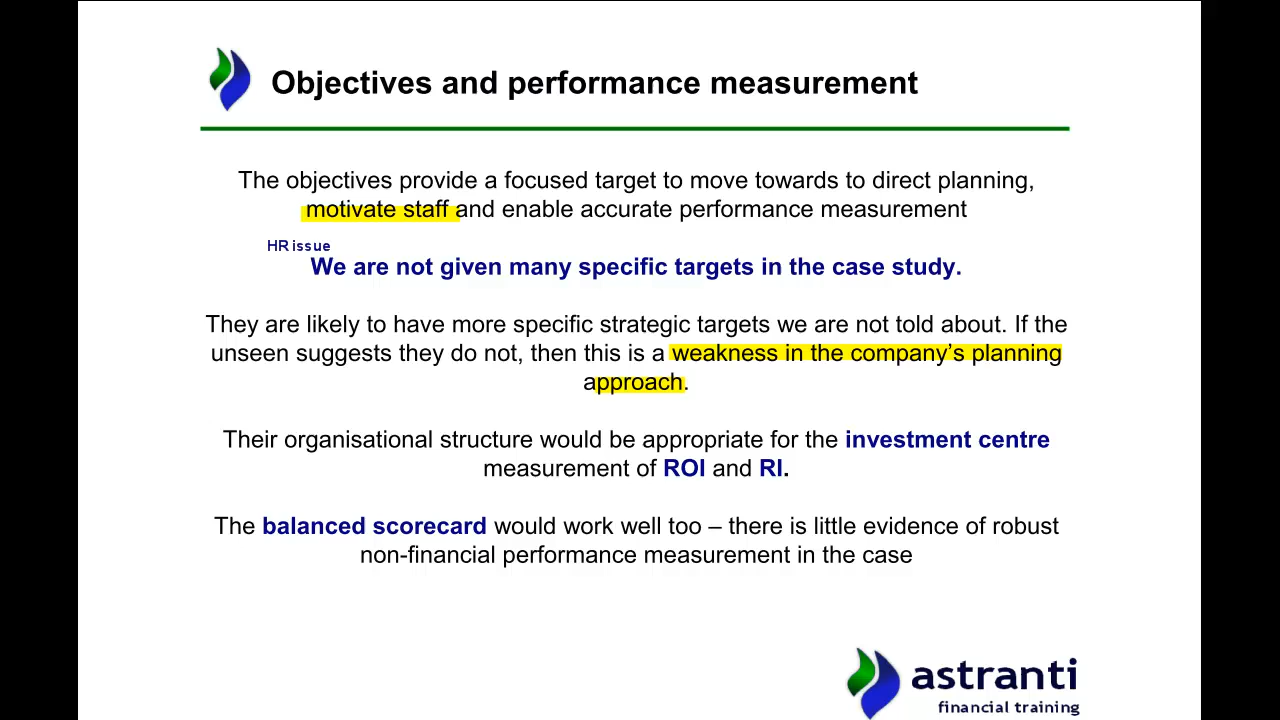 Objectives and performance measurement
The objectives provide a focused target to move towards to direct planning,
motivate staff and enable accurate performance measurement
HR issue
We are not given many specific targets in the case study.
They are likely to have more specific strategic targets we are not told about. If the
unseen suggests they do not, then this is a weakness in the company’s planning
approach.
Their organisational structure would be appropriate for the investment centre
measurement of ROI and RI.
The balanced scorecard would work well too – there is little evidence of robust
non-financial performance measurement in the case
astranti
financial training